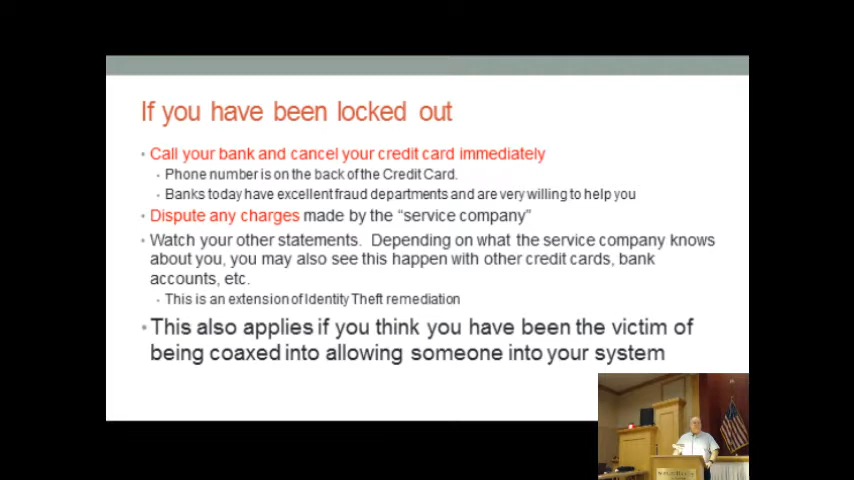 If you have been locked out
• Call your bank and cancel your credit card immediately
• Phone number is on the back of the Credit Card.
• Banks today have excellent fraud departments and are very willing to help you
• Dispute any charges made by the “service company”
• Watch your other statements.  Depending on what the service company knows
about you, you may also see this happen with other credit cards, bank
accounts, etc.
• This is an extension of Identity Theft remediation
• This also applies if you think you have been the victim of
being coaxed into allowing someone into your system